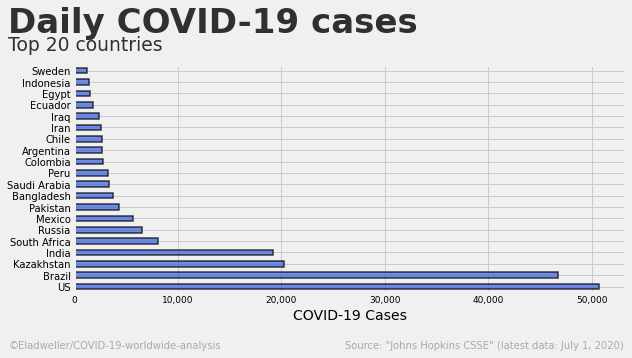 Daily COVID-19 cases
Top 20 countries
Sweden
Indonesia
Egypt
Ecuador
Iraq
Iran
Chile
Argentina
Colombia
Peru
Saudi Arabia
Bangladesh
Pakistan
Mexico
Russia
South Africa
India
Kazakhstan
Brazil
US
0 10,000 20,000 30,000 40,000 50,000
COVID-19 Cases
©Eladweller/COVID-19-worldwide-analysis Source: "Johns Hopkins CSSE" (latest data: July 1, 2020)